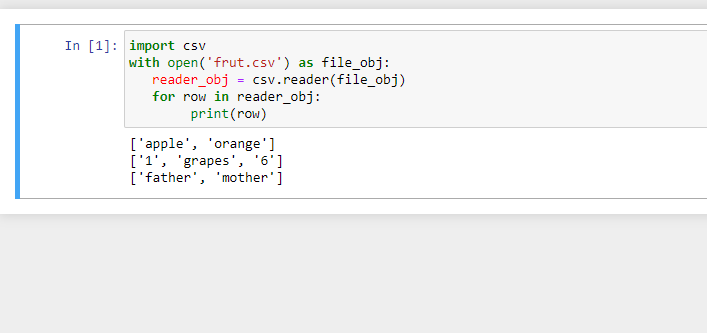 In [1]: import csv
with open('frut.csv') as file_obj:
   reader_obj = csv.reader(file_obj)
   for row in reader_obj:
        print(row)
['apple', 'orange']
['1', 'grapes', '6']
['father', 'mother']